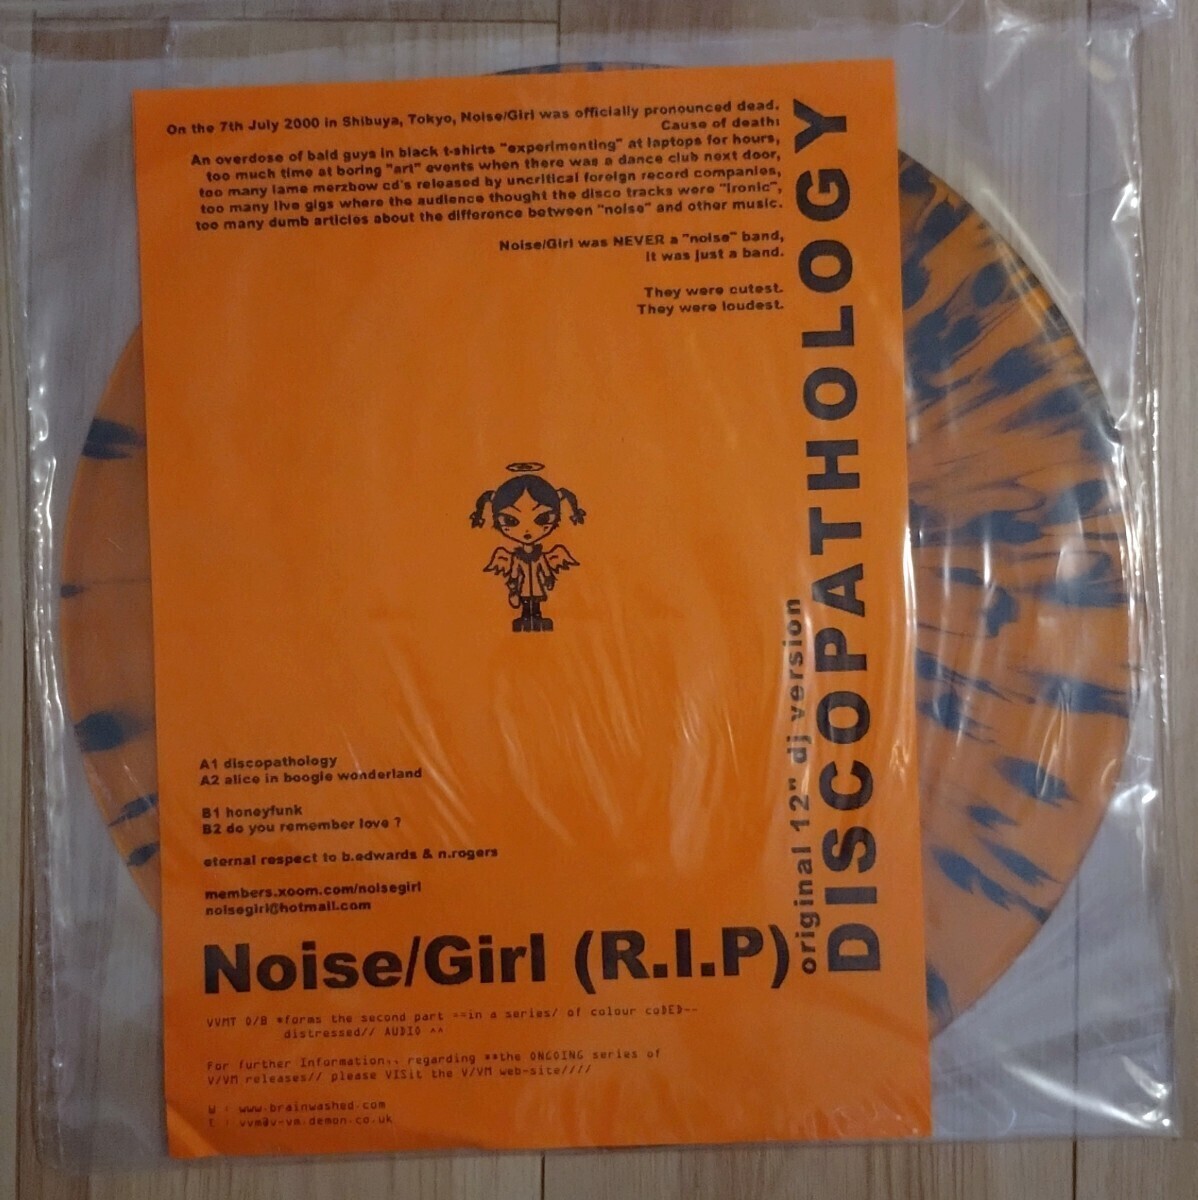 On the 7th July 2000 in Shibuya, Tokyo, Noise/Girl was officially pronounced dead.
Cause of death:
An overdose of bald guys in black t-shirts "experimenting" at laptops for hours,
too much time at boring "art" events when there was a dance club next door,
too many lame merzbow cd's released by uncritical foreign record companies,
too many live gigs where the audience thought the disco tracks were "ironic",
too many dumb articles about the difference between "noise" and other music.
Noise/Girl was NEVER a "noise" band,
it was just a band.
They were cutest.
They were loudest.
DISCOPATHOLOGY
original 12" dj version
A1 discopathology
A2 alice in boogie wonderland
B1 honeyfunk
B2 do you remember love ?
eternal respect to b.edwards & n.rogers
members.xoom.com/noisegirl
noisegirl@hotmail.com
Noise/Girl (R.I.P)
VVMT O/B *forms the second part ==in a series/ of colour coDED--
distressed// AUDIO ^^
For further Information:, regarding **the ONGOING series of
V/VM releases// please VISit the V/VM web-site////
W : www.brainwashed.com
E : vvm@v-vm.demon.co.uk